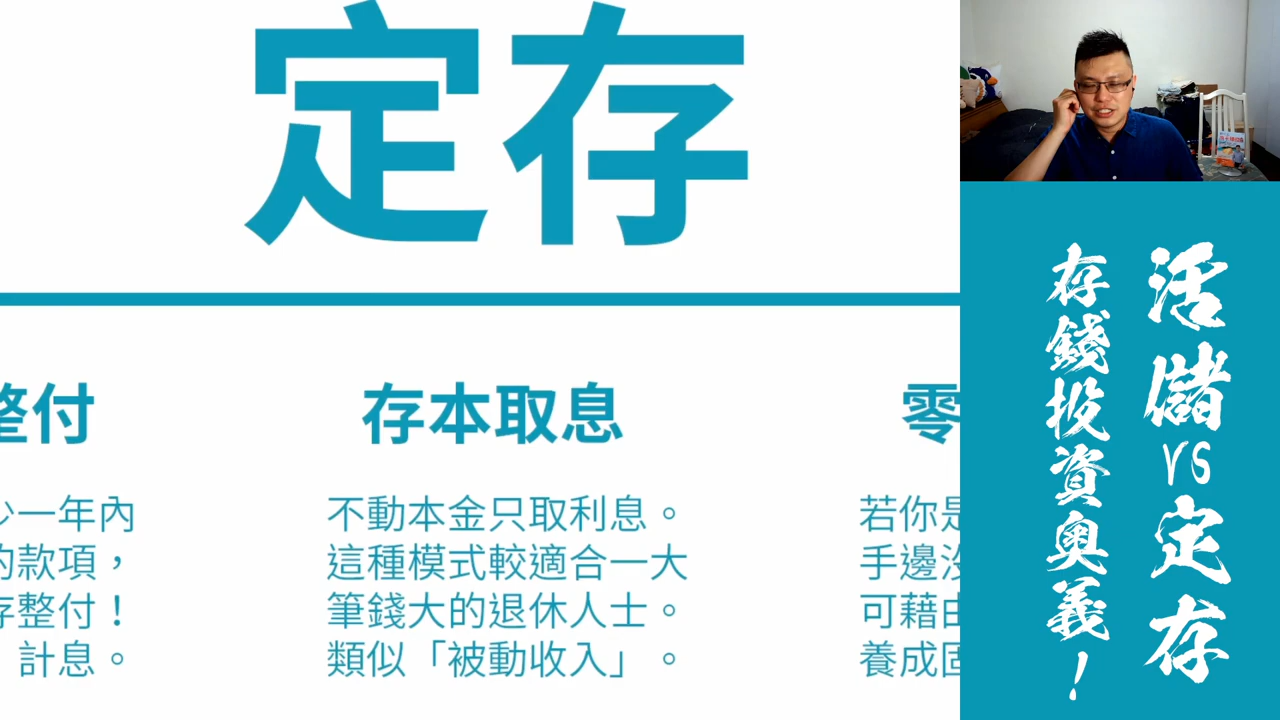 定存
整付
少一年內
的款項,
存整付!
計息。
存本取息
不動本金只取利息。
這種模式較適合一大
筆錢大的退休人士。
類似「被動收入」。
零
若你是
手邊沒
可藉由
養成固
活儲vs定存
存錢投資奧義!